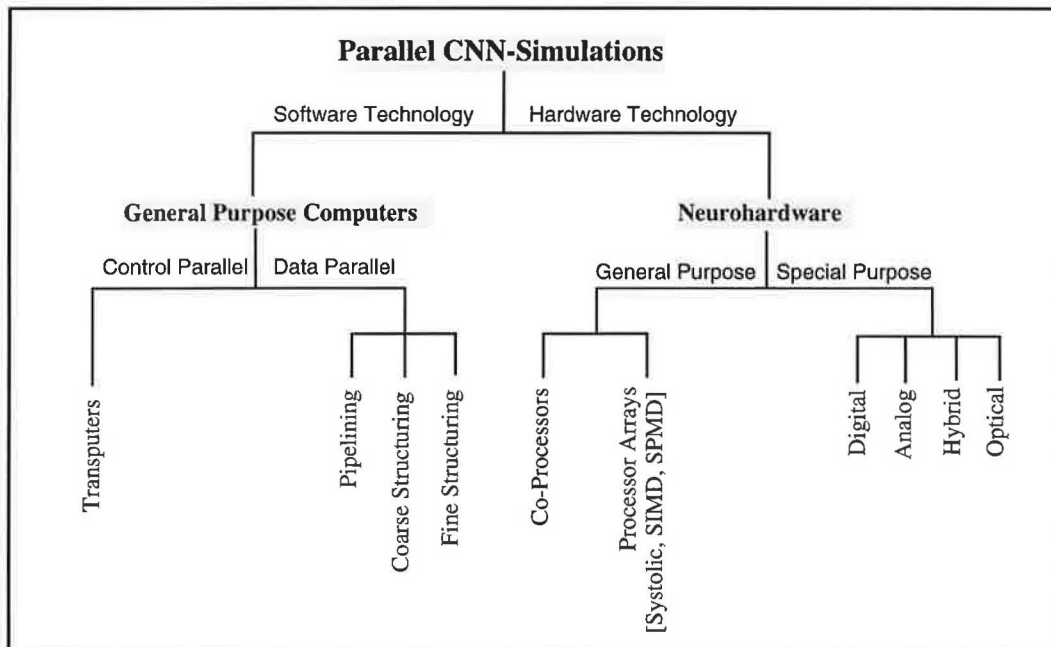 Parallel CNN-Simulations
Software Technology
Hardware Technology
General Purpose Computers
Neurohardware
Control Parallel
Data Parallel
General Purpose
Special Purpose
Transputers
Pipelining
Coarse Structuring
Fine Structuring
Co-Processors
Processor Arrays
[Systolic, SIMD, SPMD]
Digital
Analog
Hybrid
Optical